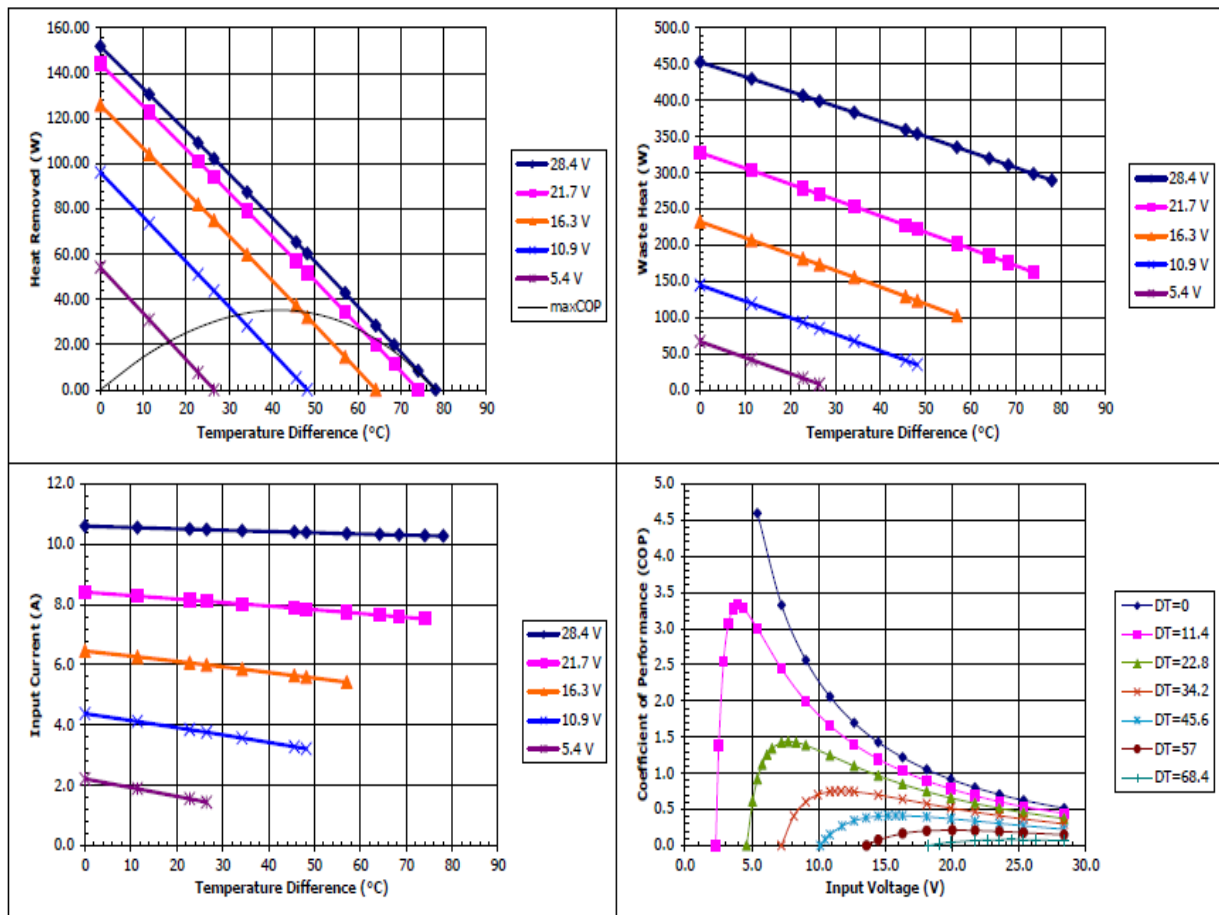 160.00
140.00
120.00
100.00
80.00
60.00
40.00
20.00
0.00
Heat Removed (W)
0 10 20 30 40 50 60 70 80 90
Temperature Difference (°C)
28.4 V
21.7 V
16.3 V
10.9 V
5.4 V
maxCOP
500.0
450.0
400.0
350.0
300.0
250.0
200.0
150.0
100.0
50.0
0.0
Waste Heat (W)
0 10 20 30 40 50 60 70 80 90
Temperature Difference (°C)
28.4 V
21.7 V
16.3 V
10.9 V
5.4 V
12.0
10.0
8.0
6.0
4.0
2.0
0.0
Input Current (A)
0 10 20 30 40 50 60 70 80 90
Temperature Difference (°C)
28.4 V
21.7 V
16.3 V
10.9 V
5.4 V
5.0
4.5
4.0
3.5
3.0
2.5
2.0
1.5
1.0
0.5
0.0
Coefficient of Performance (COP)
0.0 5.0 10.0 15.0 20.0 25.0 30.0
Input Voltage (V)
DT=0
DT=11.4
DT=22.8
DT=34.2
DT=45.6
DT=57
DT=68.4